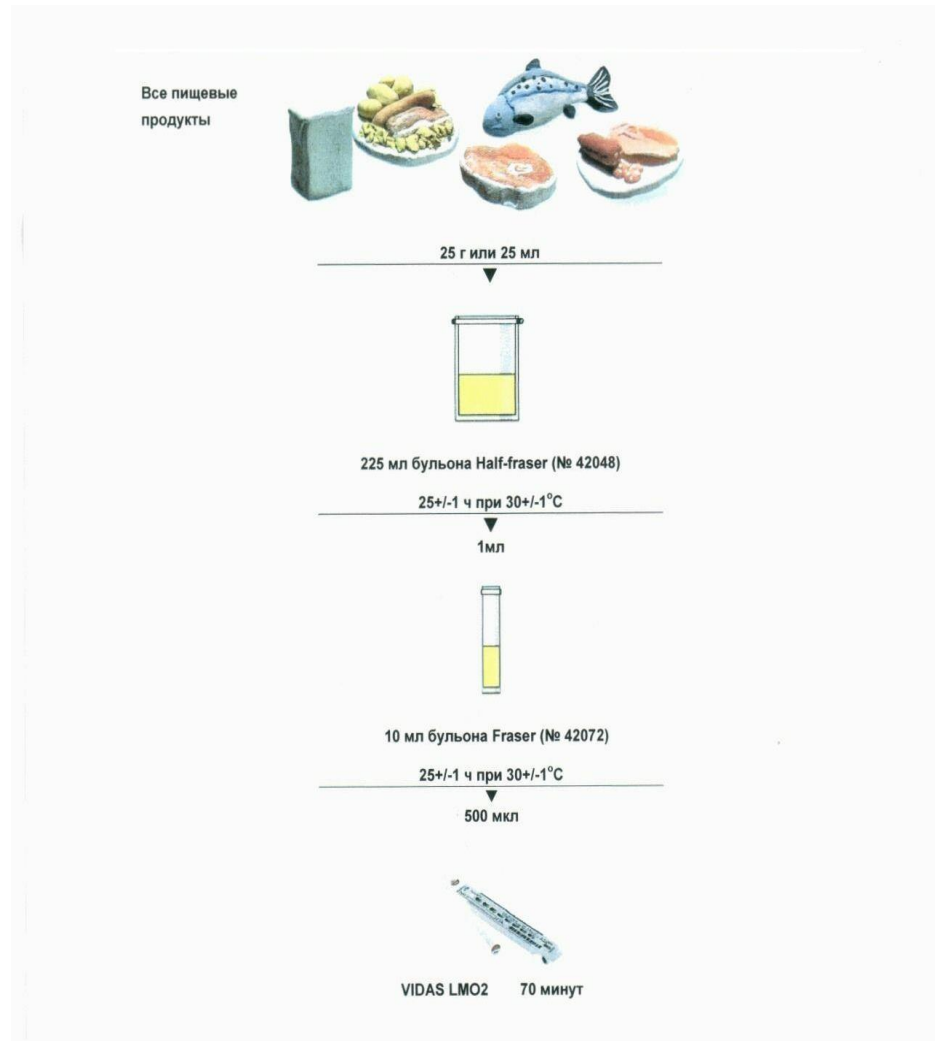 Все пищевые
продукты
25 г или 25 мл
225 мл бульона Half-fraser (№ 42048)
25+/-1 ч при 30+/-1°C
1мл
10 мл бульона Fraser (№ 42072)
25+/-1 ч при 30+/-1°C
500 мкл
VIDAS LMO2 70 минут